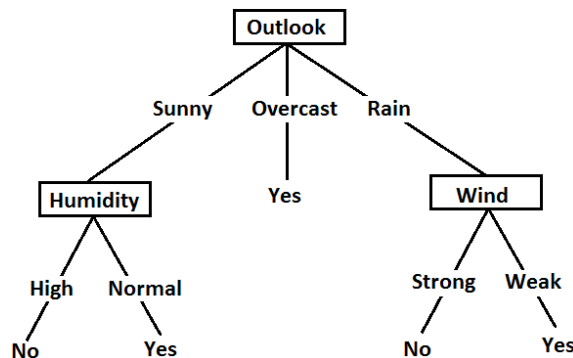 Outlook
Sunny Overcast Rain
Humidity Yes Wind
High Normal Strong Weak
No Yes No Yes